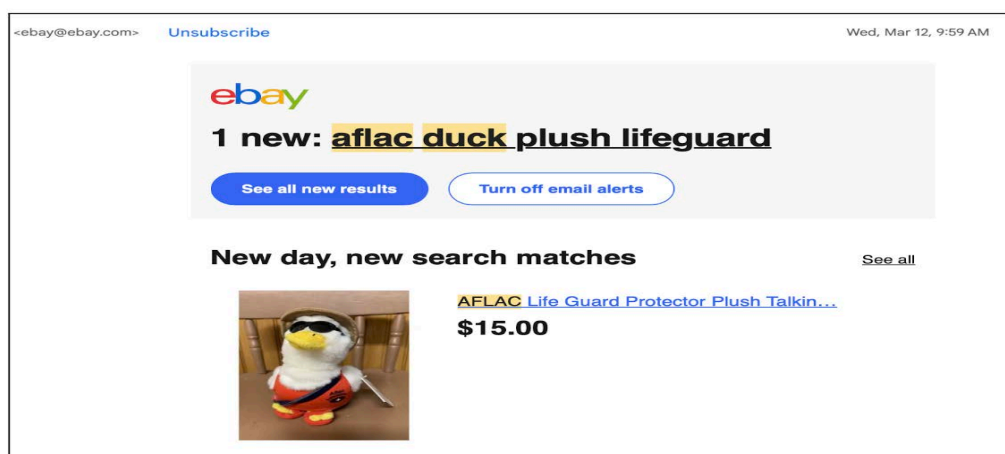 <ebay@ebay.com> Unsubscribe Wed, Mar 12, 9:59 AM
ebay
1 new: aflac duck plush lifeguard
See all new results Turn off email alerts
New day, new search matches See all
AFLAC Life Guard Protector Plush Talkin...
$15.00